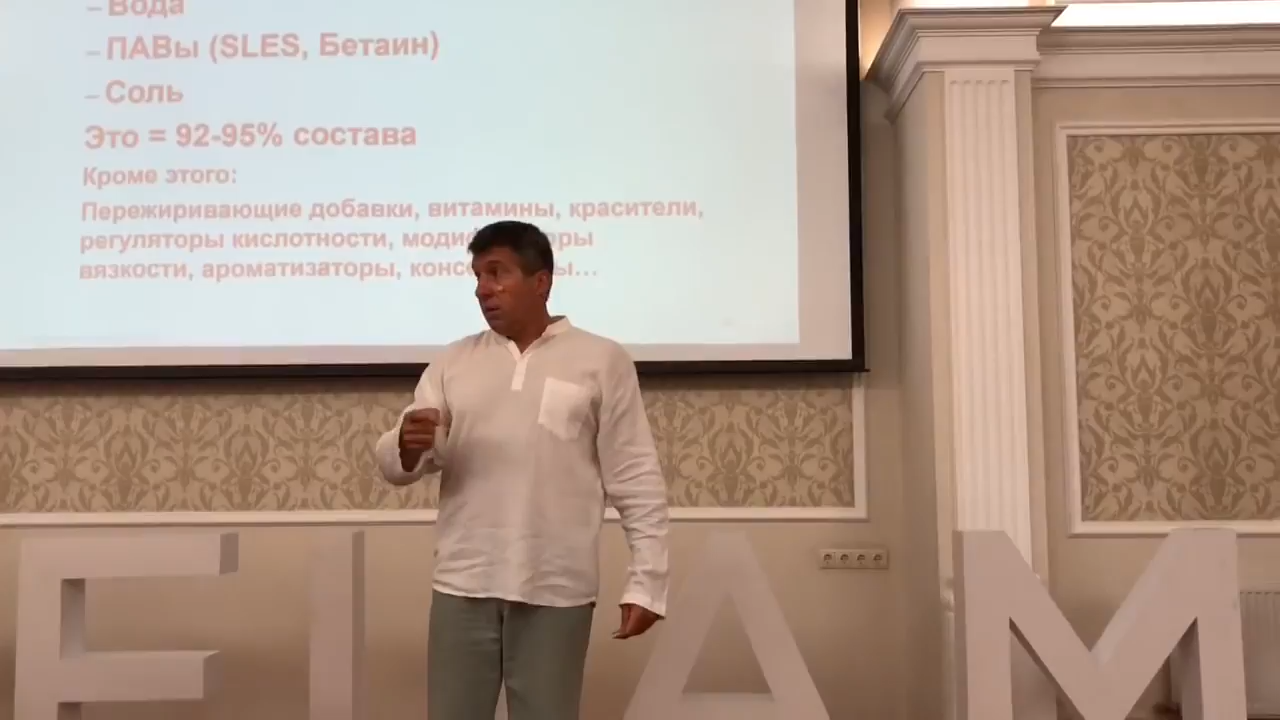 – Вода
– ПАВы (SLES, Бетаин)
– Соль
Это = 92-95% состава
Кроме этого:
Пережиривающие добавки, витамины, красители,
регуляторы кислотности,
вязкости, ароматизаторы,
AM